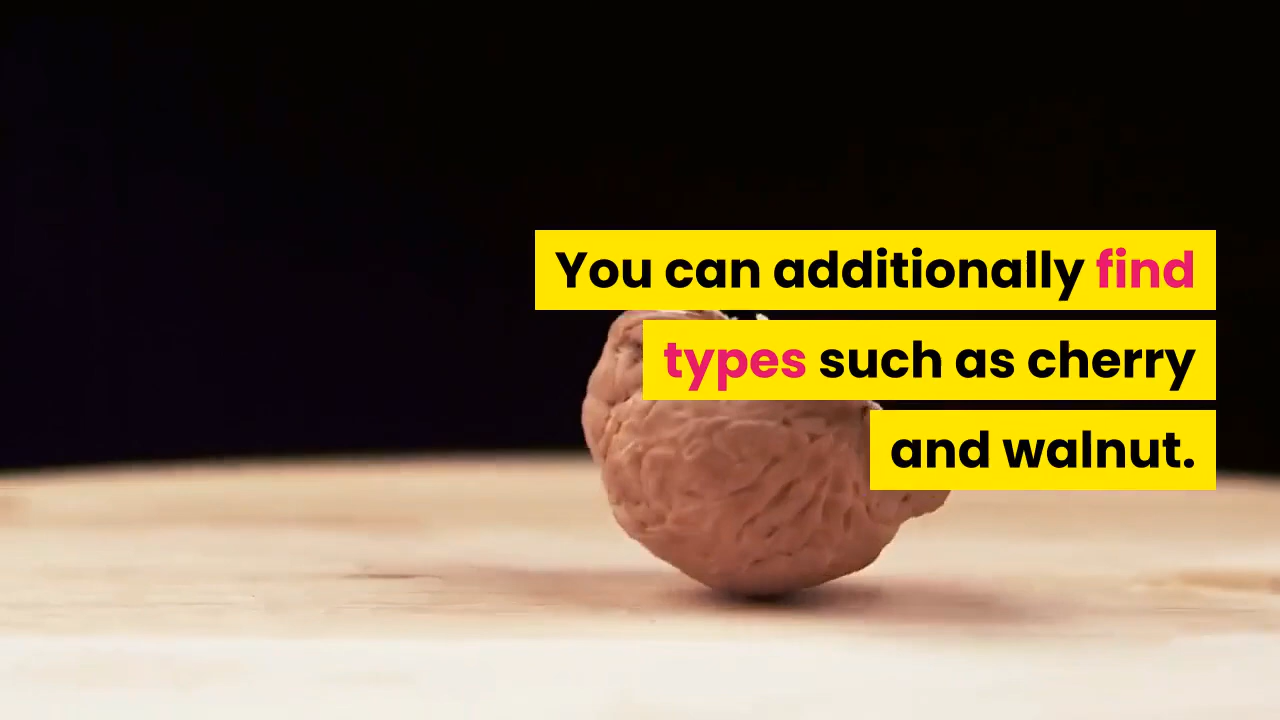 You can additionally find
types such as cherry
and walnut.